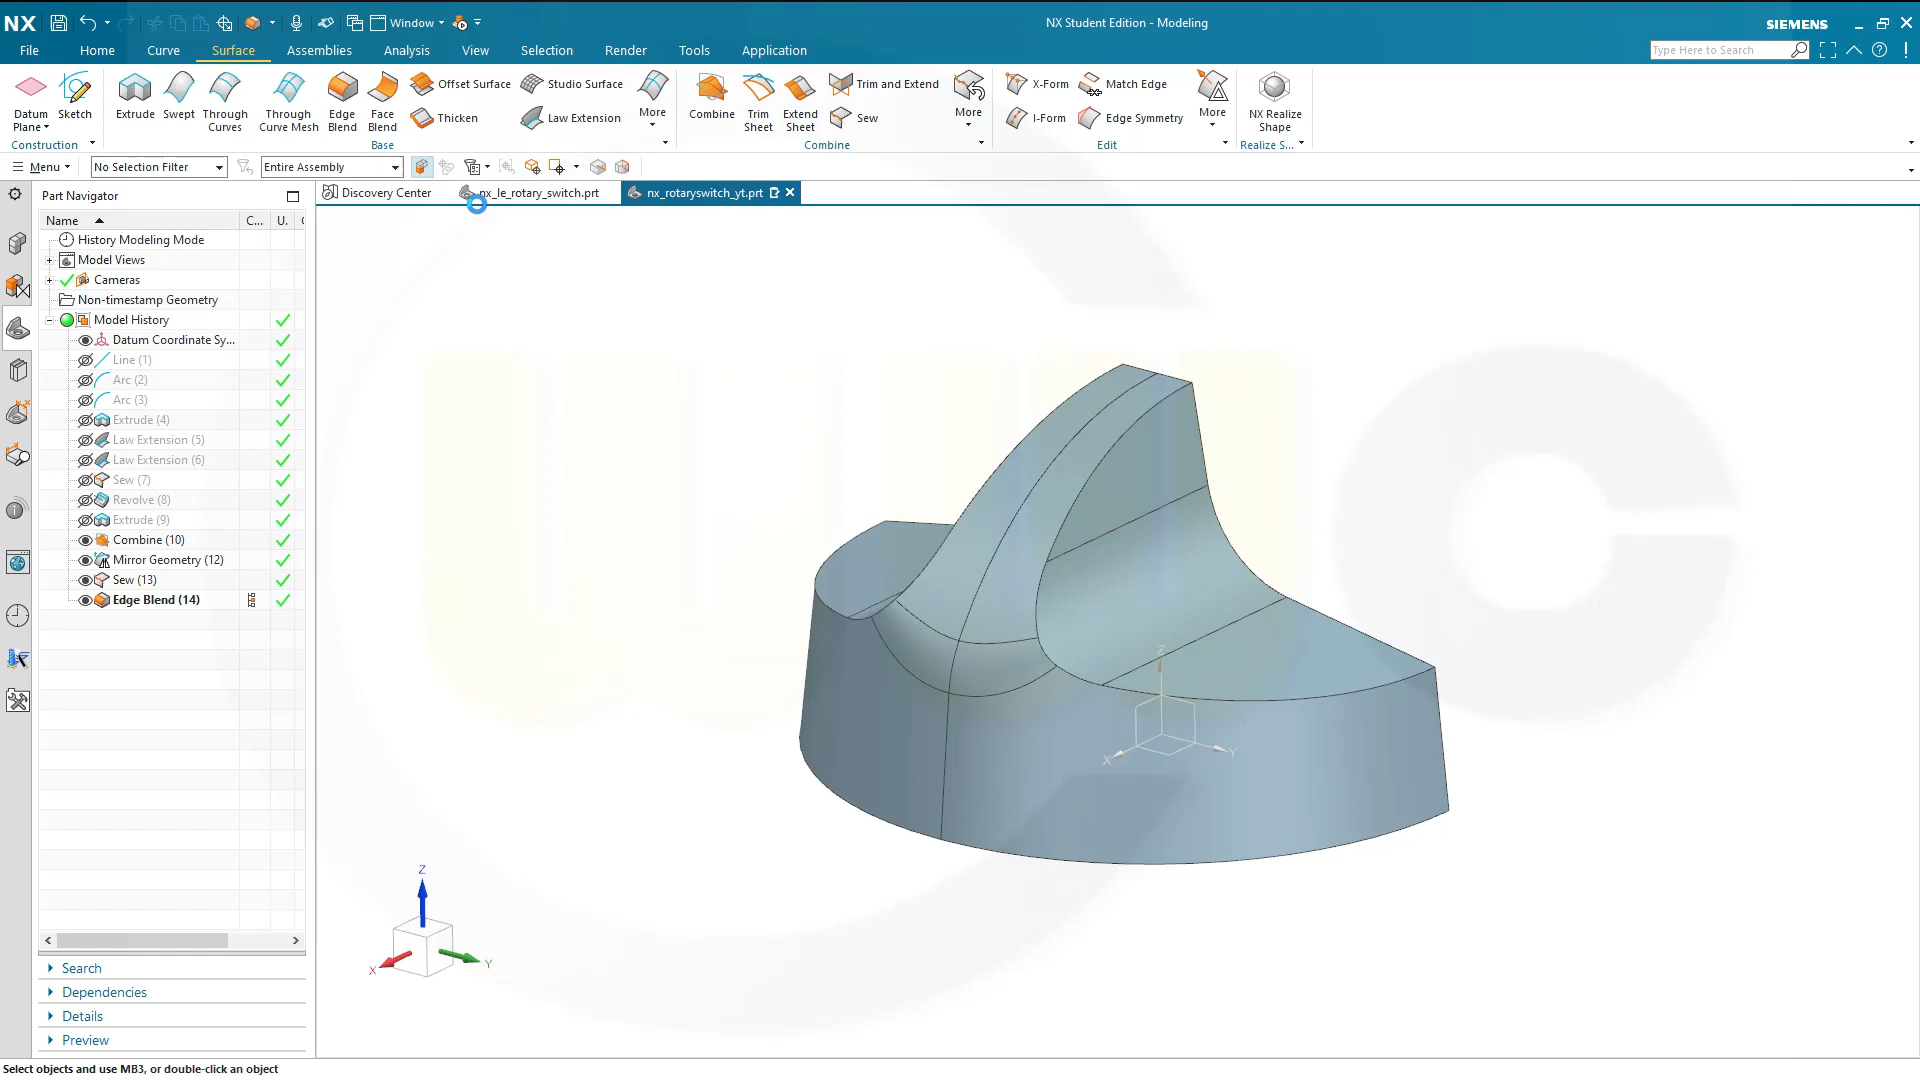 NX
Window
NX Student Edition - Modeling
SIEMENS
File Home Curve Surface Assemblies Analysis View Selection Render Tools Application
Type Here to Search
Datum Plane
Sketch
Extrude
Swept
Through Curves
Through Curve Mesh
Edge Blend
Face Blend
Offset Surface
Thicken
Studio Surface
Law Extension
More
Combine
Trim Sheet
Extend Sheet
Trim and Extend
Sew
More
X-Form
I-Form
Match Edge
Edge Symmetry
More
NX Realize Shape
Construction Base Combine Edit Realize S...
Menu No Selection Filter Entire Assembly
Part Navigator
Discovery Center nx_le_rotary_switch.prt nx_rotaryswitch_yt.prt
Name C... U.
History Modeling Mode
Model Views
Cameras
Non-timestamp Geometry
Model History
Datum Coordinate Sy...
Line (1)
Arc (2)
Arc (3)
Extrude (4)
Law Extension (5)
Law Extension (6)
Sew (7)
Revolve (8)
Extrude (9)
Combine (10)
Mirror Geometry (12)
Sew (13)
Edge Blend (14)
Z
X
Y
Z
X
Y
Search
Dependencies
Details
Preview
Select objects and use MB3, or double-click an object